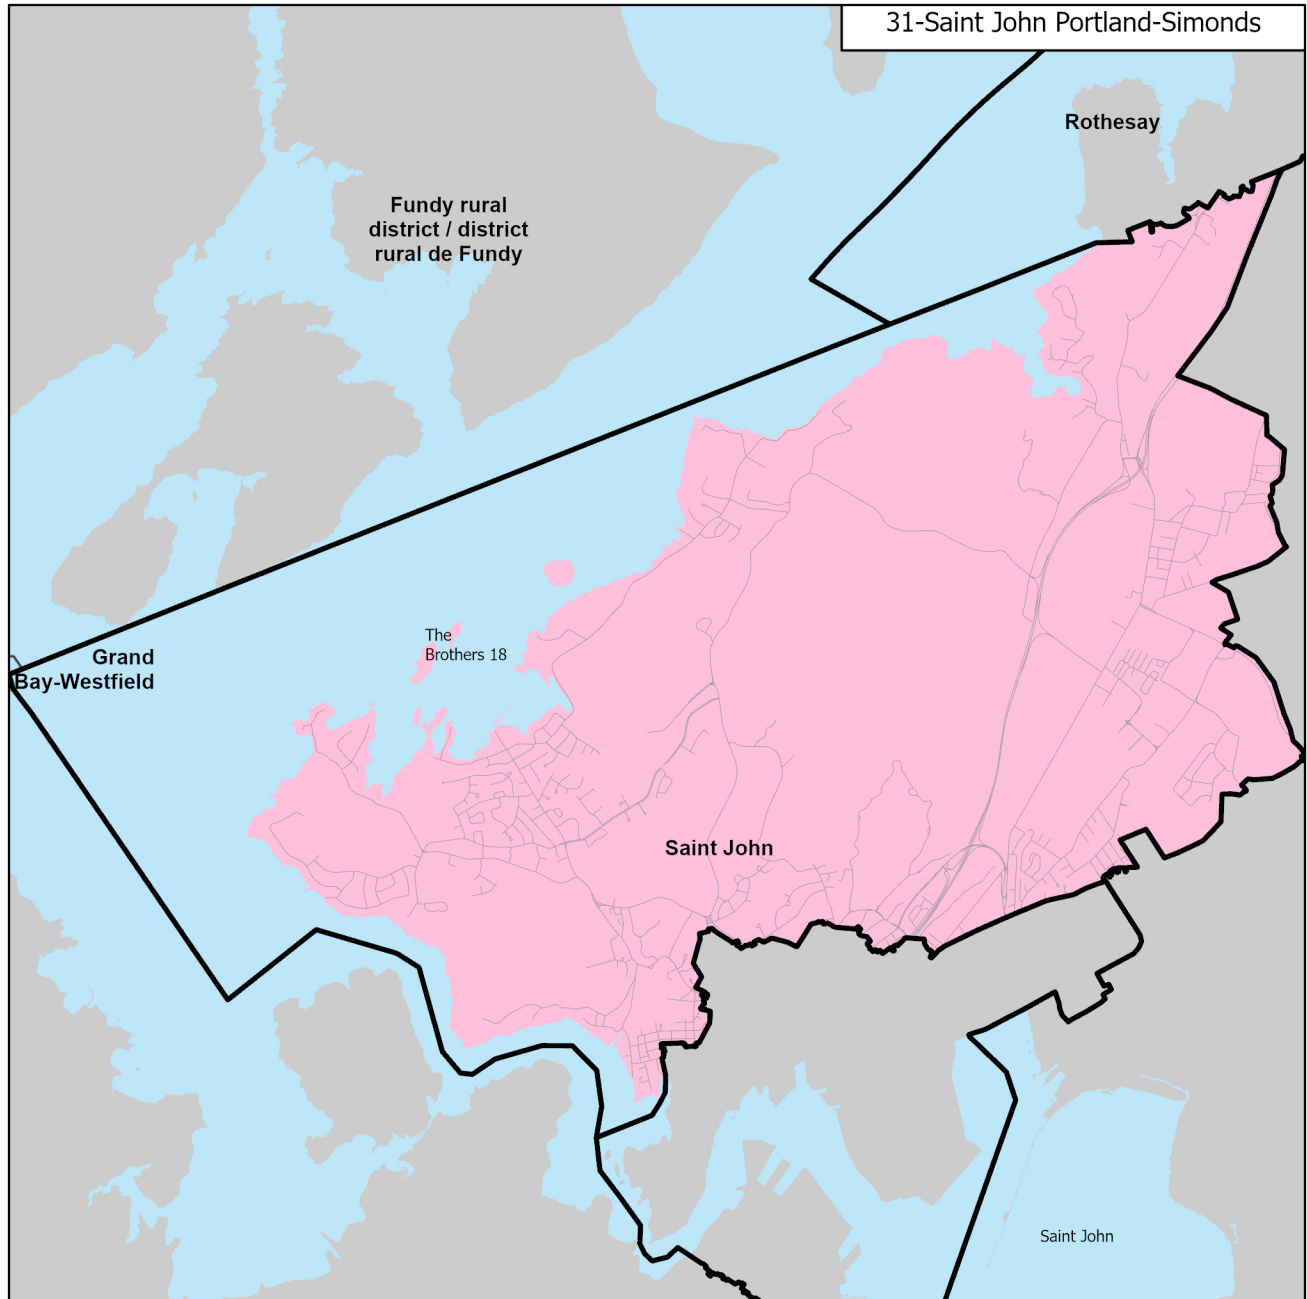 31-Saint John Portland-Simonds
Rothesay
Fundy rural
district / district
rural de Fundy
The
Brothers 18
Grand
Bay-Westfield
Saint John
Saint John